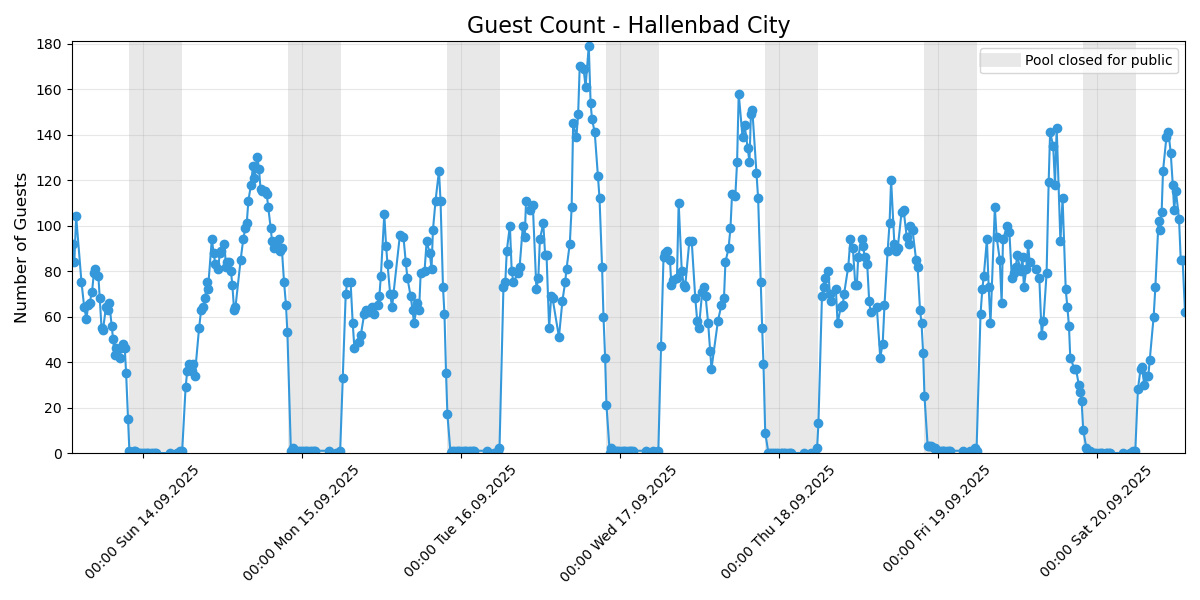 Guest Count - Hallenbad City
Pool closed for public
Number of Guests
180
160
140
120
100
80
60
40
20
0
00:00 Sun 14.09.2025
00:00 Mon 15.09.2025
00:00 Tue 16.09.2025
00:00 Wed 17.09.2025
00:00 Thu 18.09.2025
00:00 Fri 19.09.2025
00:00 Sat 20.09.2025